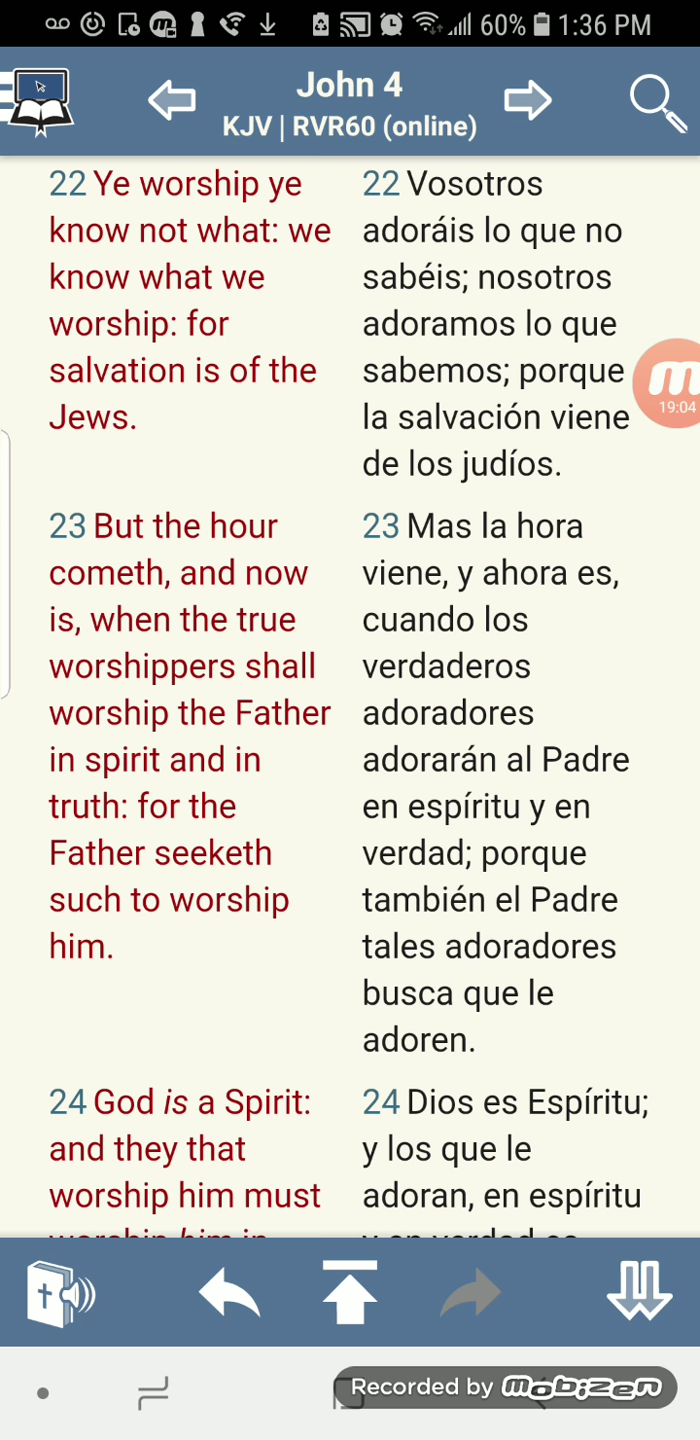 60% 1:36 PM
John 4
KJV | RVR60 (online)
22 Ye worship ye
know not what: we
know what we
worship: for
salvation is of the
Jews.
22 Vosotros
adoráis lo que no
sabéis; nosotros
adoramos lo que
sabemos; porque
la salvación viene
de los judíos.
19:04
23 But the hour
cometh, and now
is, when the true
worshippers shall
worship the Father
in spirit and in
truth: for the
Father seeketh
such to worship
him.
23 Mas la hora
viene, y ahora es,
cuando los
verdaderos
adoradores
adorarán al Padre
en espíritu y en
verdad; porque
también el Padre
tales adoradores
busca que le
adoren.
24 God is a Spirit:
and they that
worship him must
worship him in
24 Dios es Espíritu;
y los que le
adoran, en espíritu
y en verdad es
Recorded by mobizen